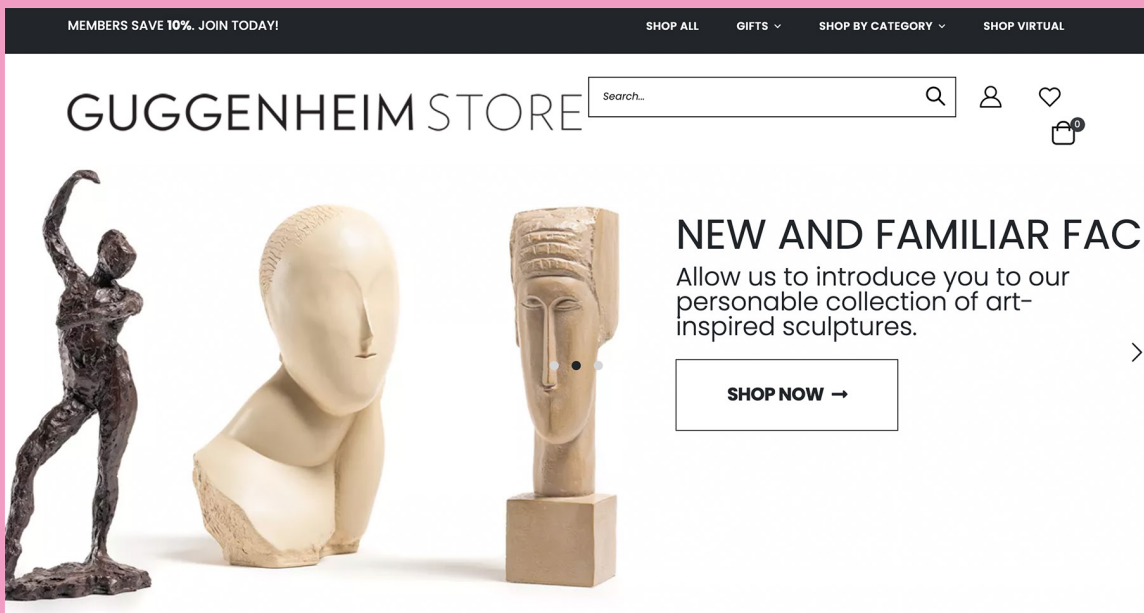 MEMBERS SAVE 10%. JOIN TODAY!
SHOP ALL GIFTS SHOP BY CATEGORY SHOP VIRTUAL
GUGGENHEIM STORE
Search...
0
NEW AND FAMILIAR FAC
Allow us to introduce you to our
personable collection of art-
inspired sculptures.
SHOP NOW →